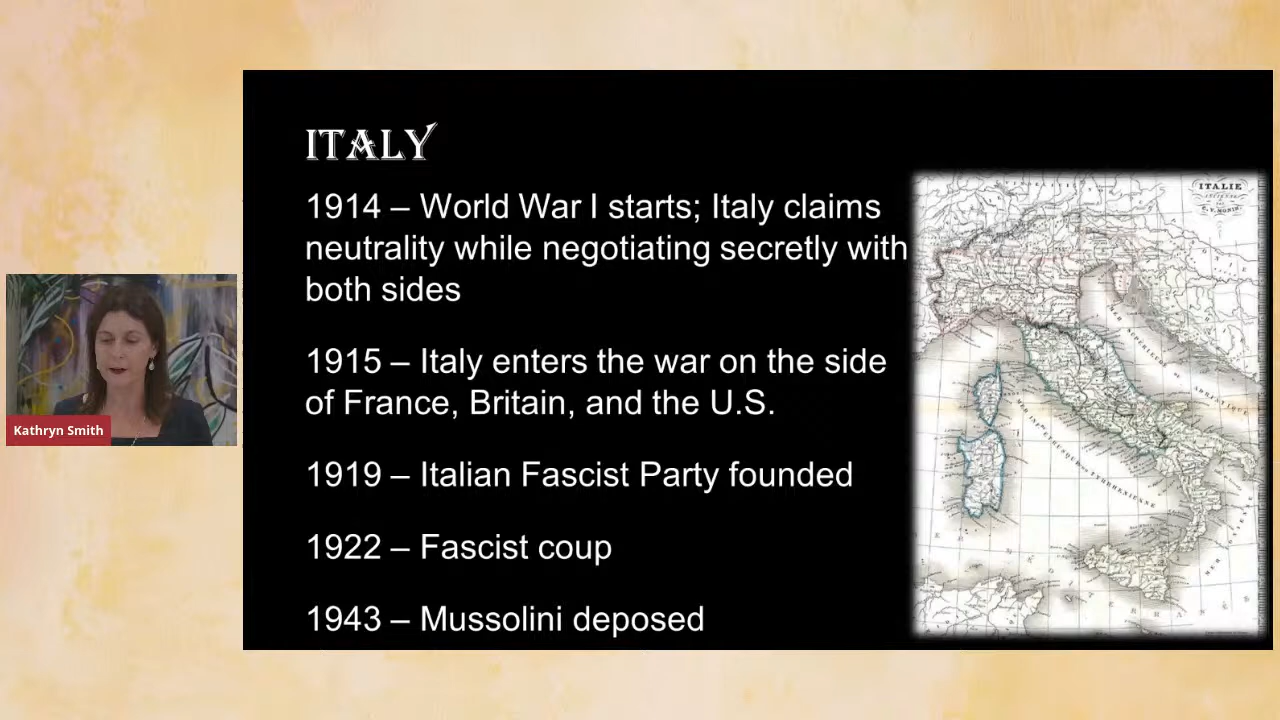 ITALY
1914 – World War I starts; Italy claims
neutrality while negotiating secretly with
both sides
1915 – Italy enters the war on the side
of France, Britain, and the U.S.
1919 – Italian Fascist Party founded
1922 – Fascist coup
1943 – Mussolini deposed
ITALIE
Kathryn Smith